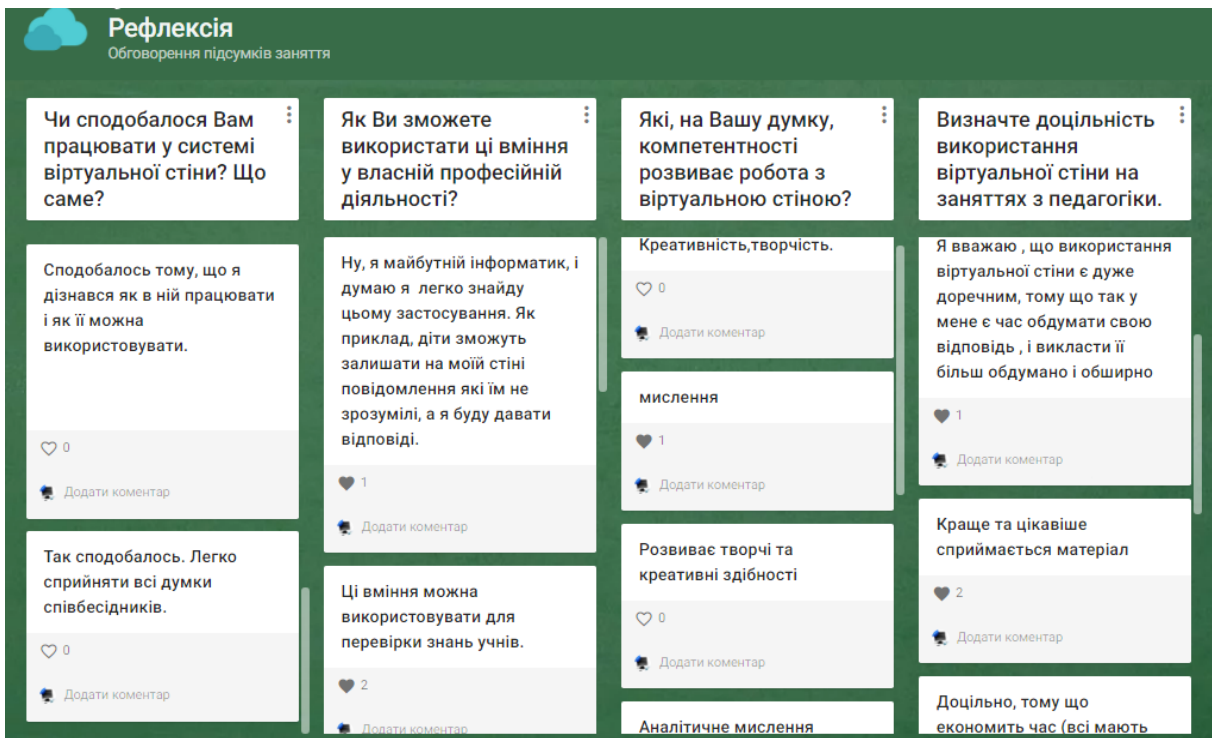 Рефлексія
Обговорення підсумків заняття
Чи сподобалося Вам
працювати у системі
віртуальної стіни? Що
саме?
Сподобалось тому, що я
дізнався як в ній працювати
і як її можна
використовувати.
0
Додати коментар
Так сподобалось. Легко
сприйняти всі думки
співбесідників.
0
Додати коментар
Як Ви зможете
використати ці вміння
у власній професійній
діяльності?
Ну, я майбутній інформатик, і
думаю я легко знайду
цьому застосування. Як
приклад, діти зможуть
залишати на моїй стіні
повідомлення які їм не
зрозумілі, а я буду давати
відповіді.
1
Додати коментар
Ці вміння можна
використовувати для
перевірки знань учнів.
2
Додати коментар
Які, на Вашу думку,
компетентності
розвиває робота з
віртуальною стіною?
Креативність,творчість.
0
Додати коментар
мислення
1
Додати коментар
Розвиває творчі та
креативні здібності
0
Додати коментар
Аналітичне мислення
Визначте доцільність
використання
віртуальної стіни на
заняттях з педагогіки.
Я вважаю , що використання
віртуальної стіни є дуже
доречним, тому що так у
мене є час обдумати свою
відповідь , і викласти її
більш обдумано і обширно
1
Додати коментар
Краще та цікавіше
сприймається матеріал
2
Додати коментар
Доцільно, тому що
економить час (всі мають